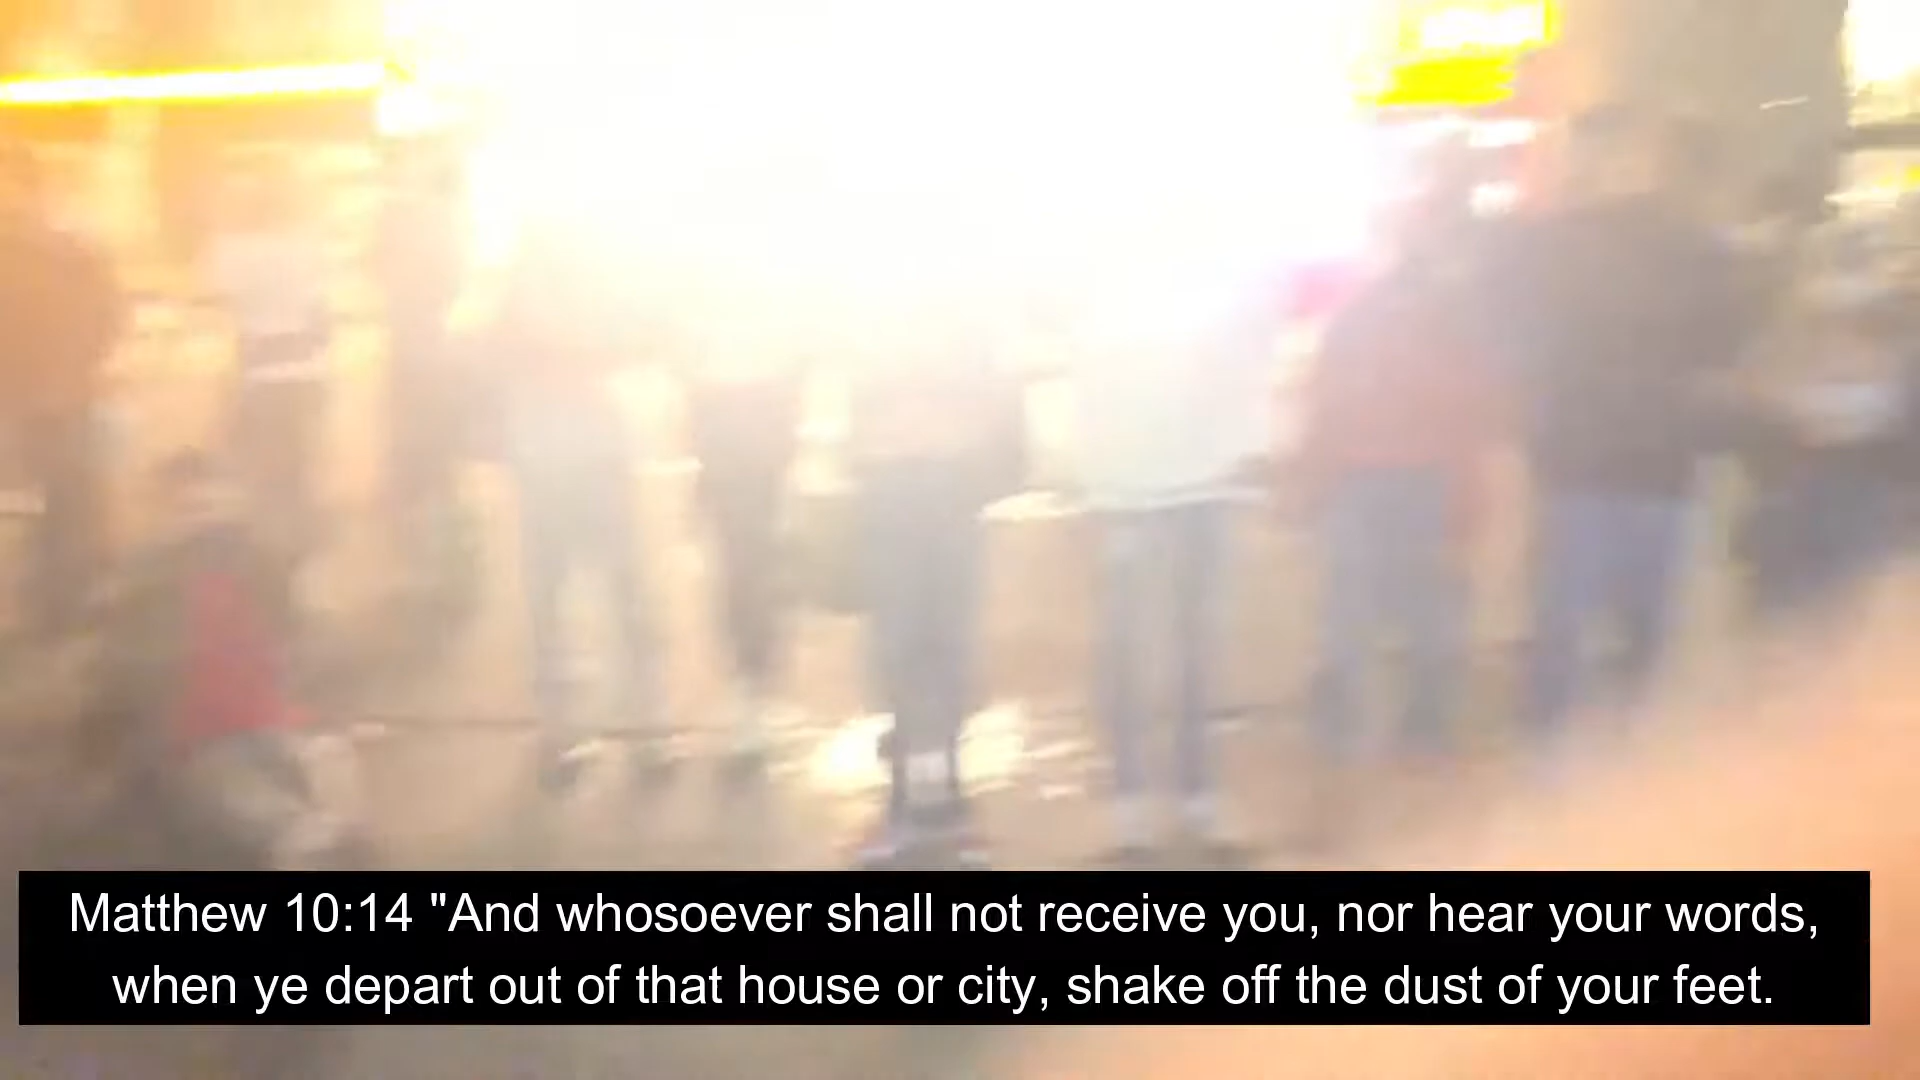 Matthew 10:14 "And whosoever shall not receive you, nor hear your words,
when ye depart out of that house or city, shake off the dust of your feet.